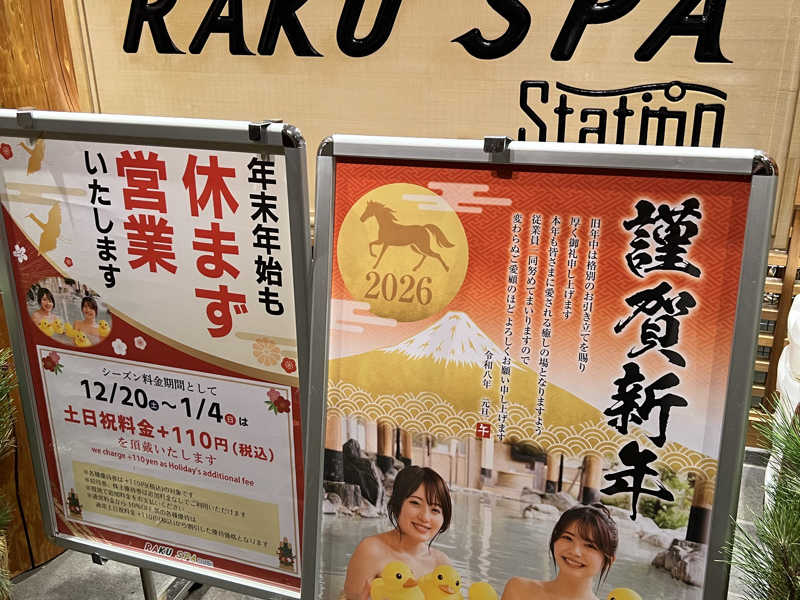 RAKU SPA
Station
年末年始も
休まず
営業
いたします
シーズン料金期間として
12/20土～1/4日は
土日祝料金+110円(税込)
を頂戴いたします
we charge +110 yen as Holiday's additional fee
RAKU SPA
謹賀新年
2026
旧年中は格別のお引き立てを賜り
厚く御礼申し上げます
本年も皆さまに愛される癒しの場となりますよう
従業員一同努めてまいりますので
変わらぬご愛顧のほどよろしくお願い申し上げます
令和八年 元旦
午